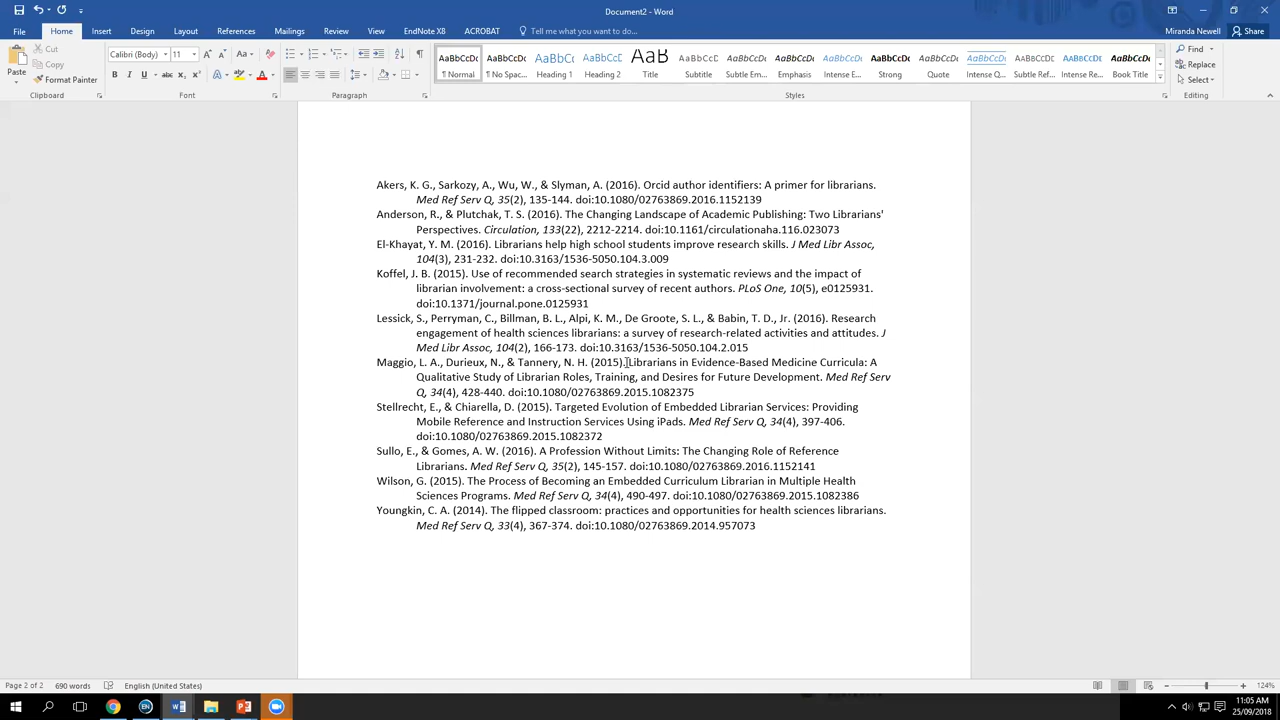 Document2 - Word
File Home Insert Design Layout References Mailings Review View EndNote X8 ACROBAT Tell me what you want to do... Miranda Newell Share
Cut
Copy
Format Painter
Paste
Clipboard
Calibri (Body) 11
Font
Paragraph
AaBbCcDc AaBbCcDc AaBbC AaBbCcC AaB AaBbCcD AaBbCcDc AaBbCcDc AaBbCcDc AaBbCcDc AaBbCcDc AaBbCcDc AaBbCcDc AaBbCcDc AaBbCcDc
¶ Normal ¶ No Spac... Heading 1 Heading 2 Title Subtitle Subtle Em... Emphasis Intense E... Strong Quote Intense Q... Subtle Ref... Intense Re... Book Title
Styles
Find
Replace
Select
Editing
Akers, K. G., Sarkozy, A., Wu, W., & Slyman, A. (2016). Orcid author identifiers: A primer for librarians.
Med Ref Serv Q, 35(2), 135-144. doi:10.1080/02763869.2016.1152139
Anderson, R., & Plutchak, T. S. (2016). The Changing Landscape of Academic Publishing: Two Librarians'
Perspectives. Circulation, 133(22), 2212-2214. doi:10.1161/circulationaha.116.023073
El-Khayat, Y. M. (2016). Librarians help high school students improve research skills. J Med Libr Assoc,
104(3), 231-232. doi:10.3163/1536-5050.104.3.009
Koffel, J. B. (2015). Use of recommended search strategies in systematic reviews and the impact of
librarian involvement: a cross-sectional survey of recent authors. PLoS One, 10(5), e0125931.
doi:10.1371/journal.pone.0125931
Lessick, S., Perryman, C., Billman, B. L., Alpi, K. M., De Groote, S. L., & Babin, T. D., Jr. (2016). Research
engagement of health sciences librarians: a survey of research-related activities and attitudes. J
Med Libr Assoc, 104(2), 166-173. doi:10.3163/1536-5050.104.2.015
Maggio, L. A., Durieux, N., & Tannery, N. H. (2015). Librarians in Evidence-Based Medicine Curricula: A
Qualitative Study of Librarian Roles, Training, and Desires for Future Development. Med Ref Serv
Q, 34(4), 428-440. doi:10.1080/02763869.2015.1082375
Stellrecht, E., & Chiarella, D. (2015). Targeted Evolution of Embedded Librarian Services: Providing
Mobile Reference and Instruction Services Using iPads. Med Ref Serv Q, 34(4), 397-406.
doi:10.1080/02763869.2015.1082372
Sullo, E., & Gomes, A. W. (2016). A Profession Without Limits: The Changing Role of Reference
Librarians. Med Ref Serv Q, 35(2), 145-157. doi:10.1080/02763869.2016.1152141
Wilson, G. (2015). The Process of Becoming an Embedded Curriculum Librarian in Multiple Health
Sciences Programs. Med Ref Serv Q, 34(4), 490-497. doi:10.1080/02763869.2015.1082386
Youngkin, C. A. (2014). The flipped classroom: practices and opportunities for health sciences librarians.
Med Ref Serv Q, 33(4), 367-374. doi:10.1080/02763869.2014.957073
Page 2 of 2 690 words English (United States) 124%
11:05 AM
25/09/2018